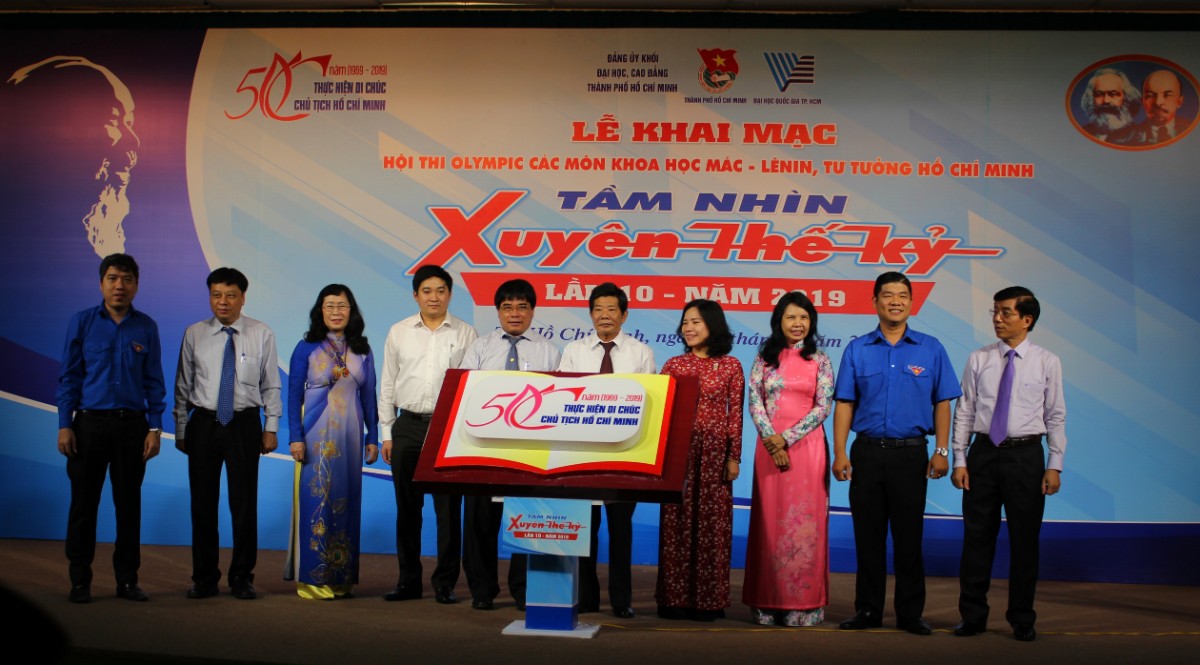 50 năm (1969 - 2019)
THỰC HIỆN DI CHÚC
CHỦ TỊCH HỒ CHÍ MINH
ĐẢNG ỦY KHỐI
ĐẠI HỌC, CAO ĐẲNG
THÀNH PHỐ HỒ CHÍ MINH
THÀNH PHỐ HỒ CHÍ MINH
ĐẠI HỌC QUỐC GIA TP. HCM
LỄ KHAI MẠC
HỘI THI OLYMPIC CÁC MÔN KHOA HỌC MÁC - LÊNIN, TƯ TƯỞNG HỒ CHÍ MINH
TẦM NHÌN
Xuyên thế kỷ
LẦN 10 - NĂM 2019
50 năm (1969 - 2019)
THỰC HIỆN DI CHÚC
CHỦ TỊCH HỒ CHÍ MINH
TẦM NHÌN
Xuyên thế kỷ
LẦN 10 - NĂM 2019